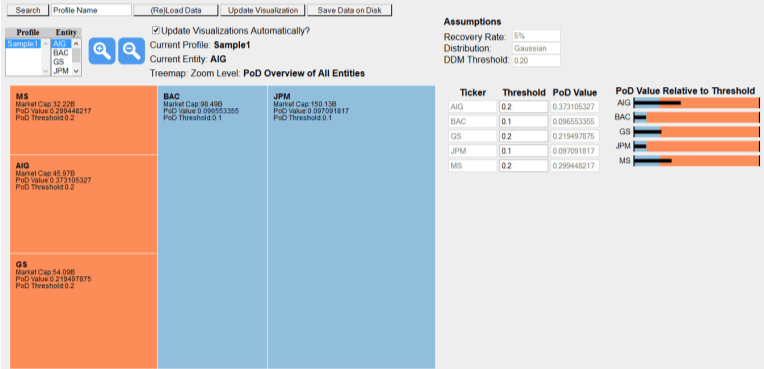 Search Profile Name (Re)Load Data Update Visualization Save Data on Disk
Profile Entity
Sample1 AIG
BAC
GS
JPM
Update Visualizations Automatically?
Current Profile: Sample1
Current Entity: AIG
Treemap: Zoom Level: PoD Overview of All Entities
Assumptions
Recovery Rate: 5%
Distribution: Gaussian
DDM Threshold: 0.20
MS
Market Cap:32.22B
PoD Value:0.299448217
PoD Threshold:0.2
AIG
Market Cap:45.97B
PoD Value:0.373105327
PoD Threshold:0.2
GS
Market Cap:54.09B
PoD Value:0.219497875
PoD Threshold:0.2
BAC
Market Cap:98.49B
PoD Value:0.096553355
PoD Threshold:0.1
JPM
Market Cap:150.13B
PoD Value:0.097091817
PoD Threshold:0.1
Ticker Threshold PoD Value
AIG 0.2 0.373105327
BAC 0.1 0.096553355
GS 0.2 0.219497875
JPM 0.1 0.097091817
MS 0.2 0.299448217
PoD Value Relative to Threshold
AIG
BAC
GS
JPM
MS